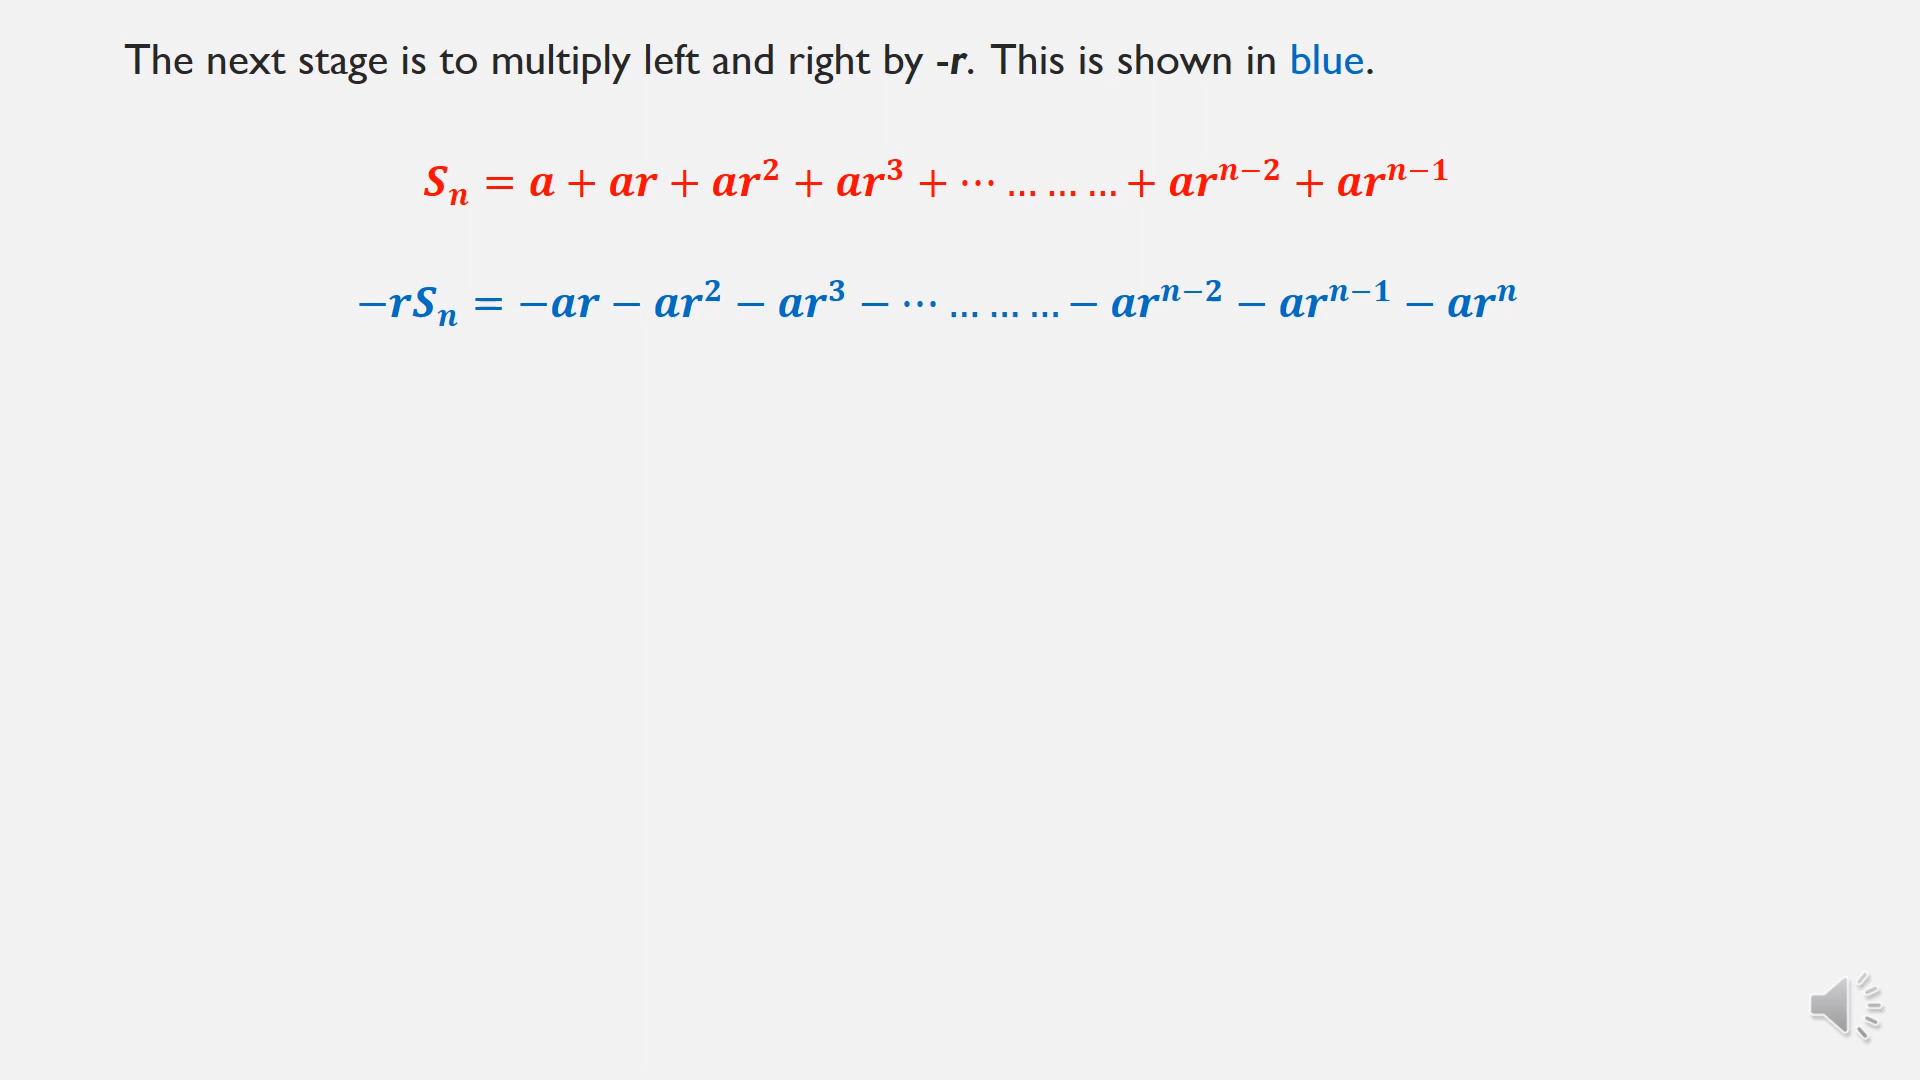 The next stage is to multiply left and right by -r. This is shown in blue.
Sₙ = a + ar + ar² + ar³ + ⋯ … … … + arⁿ⁻² + arⁿ⁻¹
−rSₙ = −ar − ar² − ar³ − ⋯ … … … − arⁿ⁻² − arⁿ⁻¹ − arⁿ